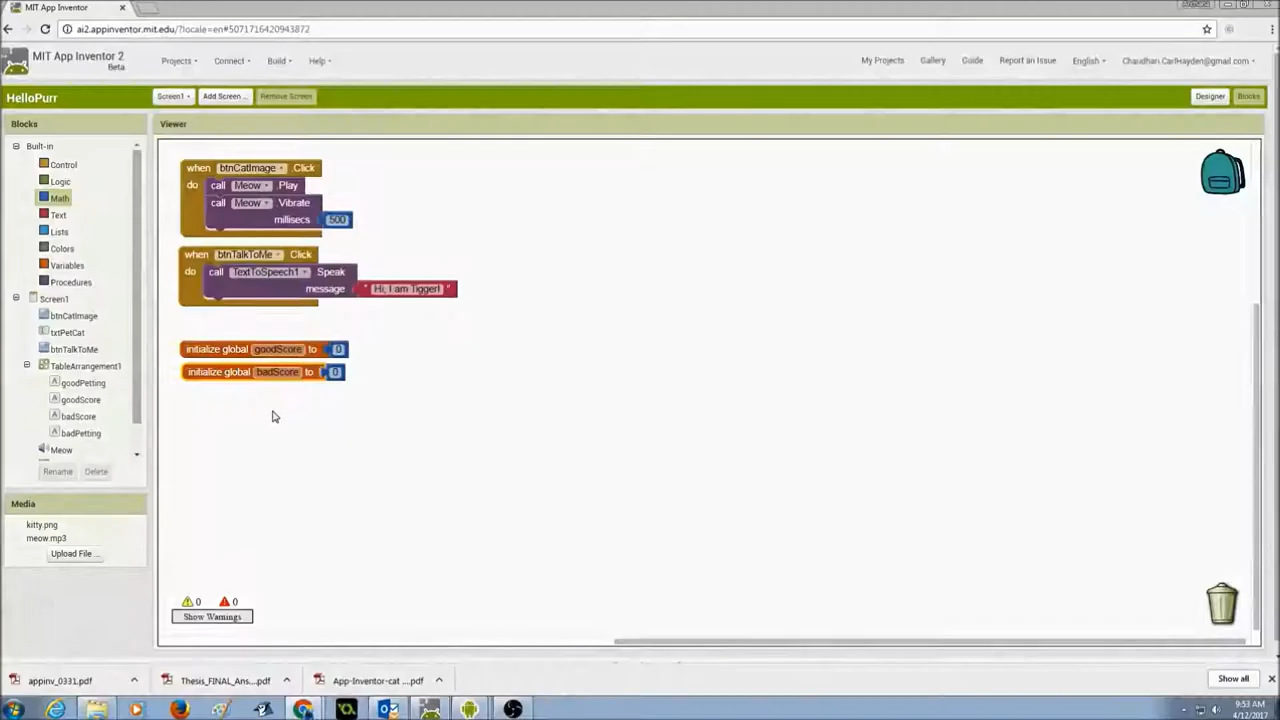 MIT App Inventor 2
ai2.appinventor.mit.edu/?locale=en#5071716420943872
MIT App Inventor 2
Beta
Projects
Connect
Build
Help
My Projects
Gallery
Guide
Report an Issue
English
Chaudhari.CarlHayden@gmail.com
HelloPurr
Screen1
Add Screen ...
Remove Screen
Designer
Blocks
Blocks
Viewer
Built-in
Control
Logic
Math
Text
Lists
Colors
Variables
Procedures
Screen1
btnCatImage
txtPetCat
btnTalkToMe
TableArrangement1
goodPetting
goodScore
badScore
badPetting
Meow
Rename
Delete
Media
kitty.png
meow.mp3
Upload File ...
when btnCatImage .Click
do call Meow .Play
call Meow .Vibrate
millisecs 500
when btnTalkToMe .Click
do call TextToSpeech1 .Speak
message " Hi, I am Tigger! "
initialize global goodScore to 0
initialize global badScore to 0
0 0
Show Warnings
appinv_0331.pdf
Thesis_FINAL_Ans....pdf
App-Inventor-cat ....pdf
Show all
9:53 AM
4/12/2017